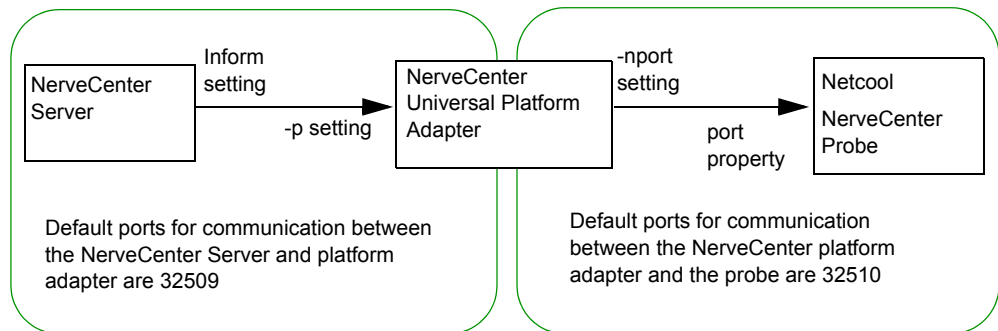 NerveCenter
Server
Inform
setting
-p setting
NerveCenter
Universal Platform
Adapter
-nport
setting
port
property
Netcool
NerveCenter
Probe
Default ports for communication between
the NerveCenter Server and platform
adapter are 32509
Default ports for communication
between the NerveCenter platform
adapter and the probe are 32510